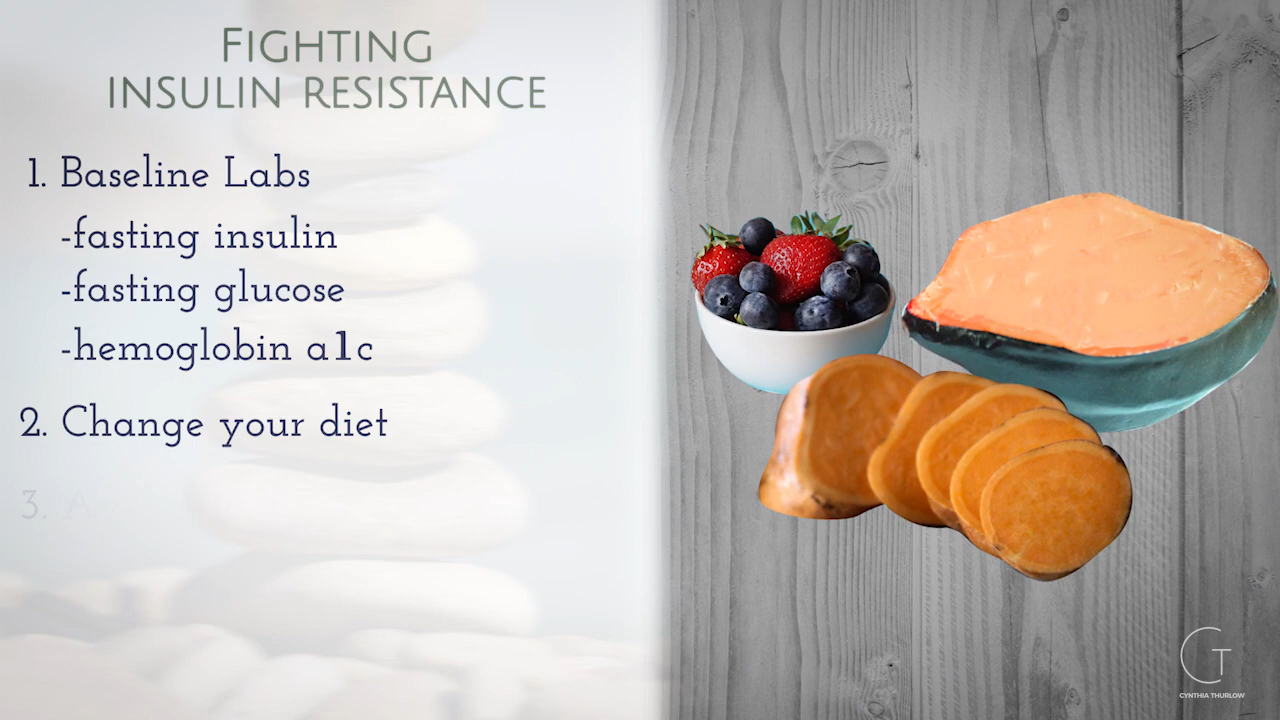 FIGHTING
INSULIN RESISTANCE
1. Baseline Labs
-fasting insulin
-fasting glucose
-hemoglobin a1c
2. Change your diet
3. A
CT
CYNTHIA THURLOW